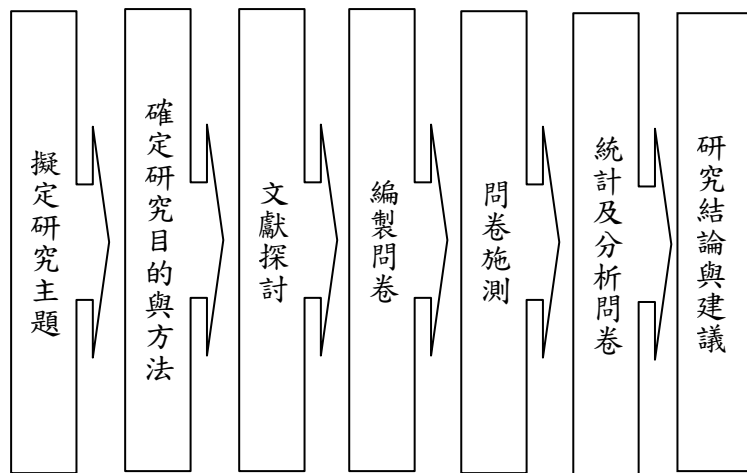 擬定研究主題
確定研究目的與方法
文獻探討
編製問卷
問卷施測
統計及分析問卷
研究結論與建議